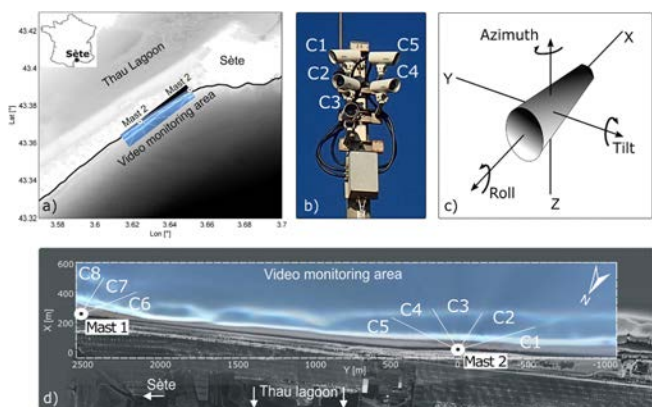 43.42
43.40
43.38
43.36
43.34
43.32
Lat [°]
3.58
3.6
3.62
3.64
3.66
3.68
3.7
Lon [°]
Sète
Thau Lagoon
Sète
Mast 2
Mast 2
Video monitoring area
a)
C1
C5
C2
C4
C3
b)
Azimuth
X
Y
Tilt
Roll
Z
c)
600
400
200
0
X [m]
Video monitoring area
C8
C7
C6
Mast 1
C4
C3
C2
C5
C1
Mast 2
N
2500
2000
1500
1000
500
0
-500
-1000
Y [m]
Sète
Thau lagoon
d)